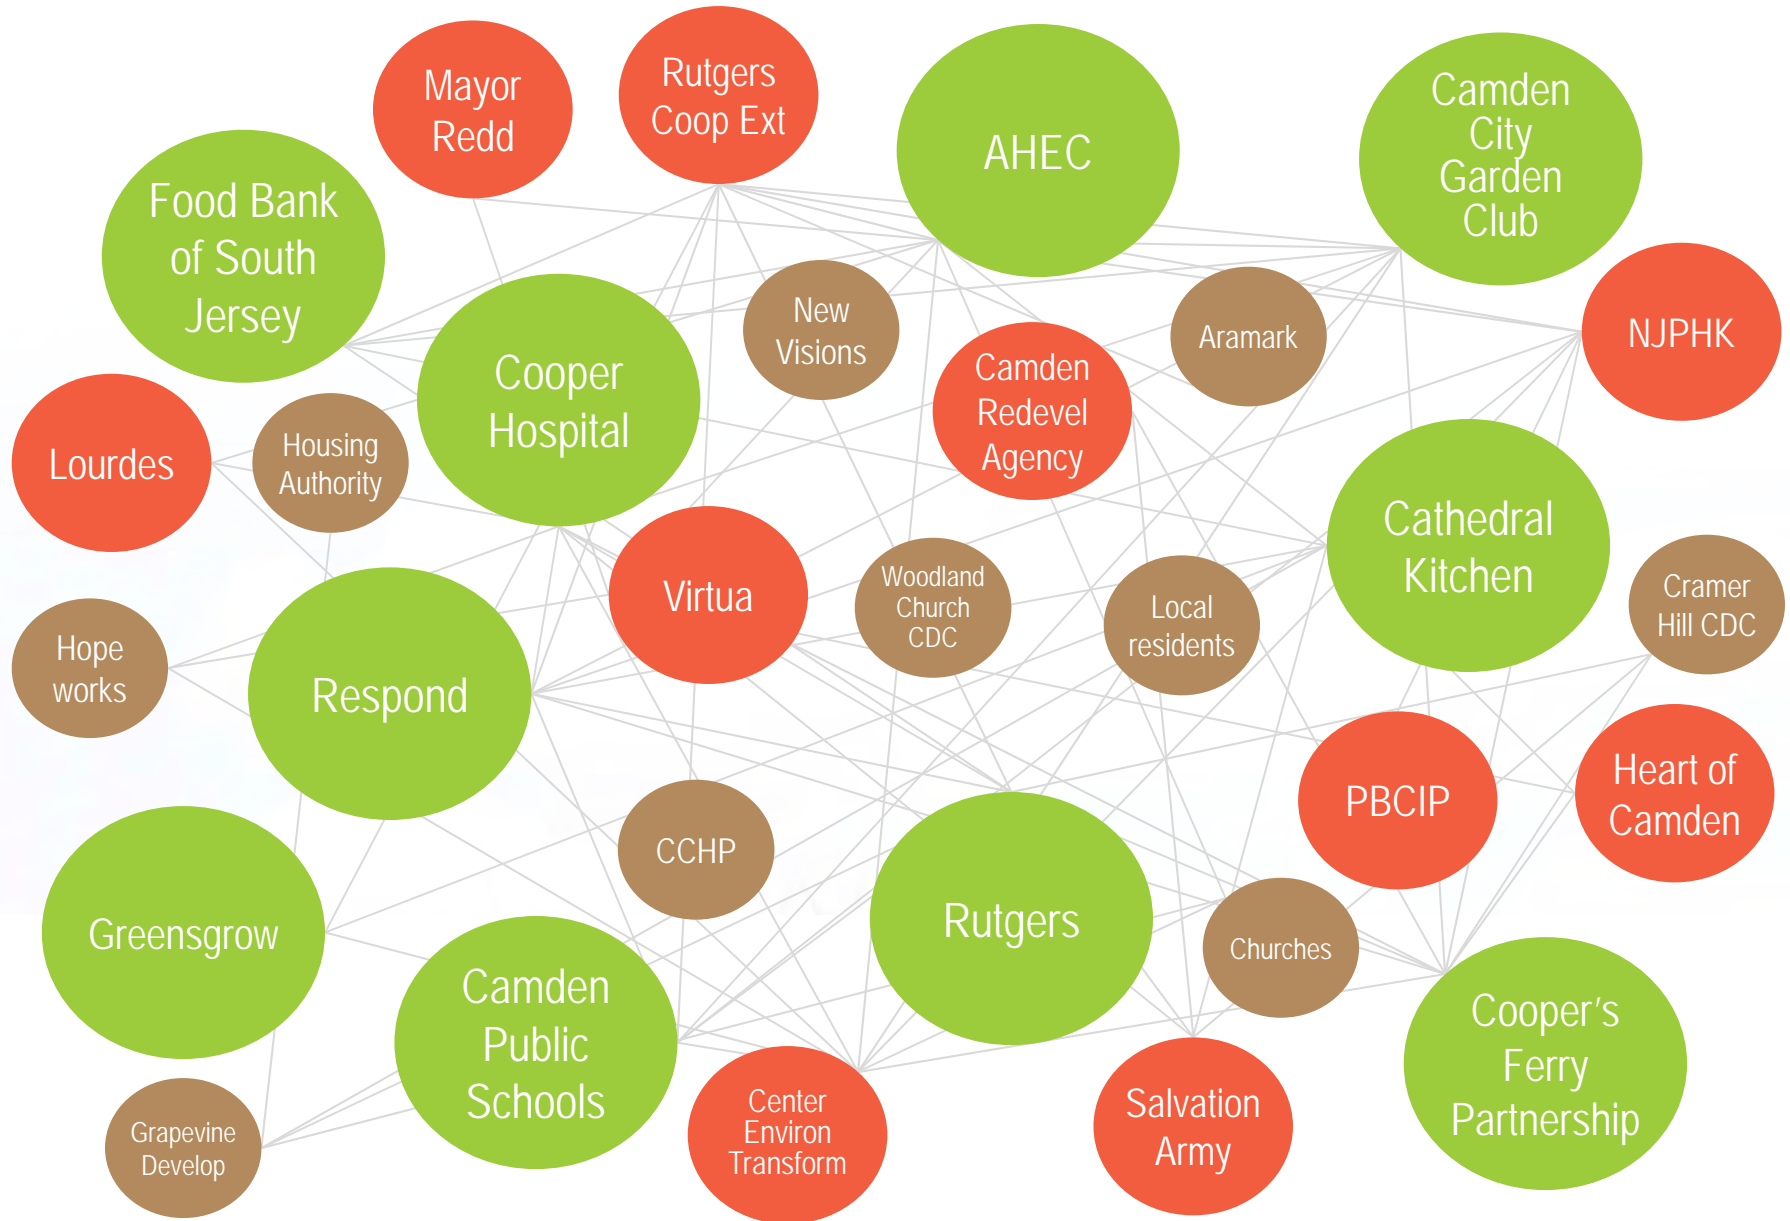 Mayor
Redd
Rutgers
Coop Ext
AHEC
Camden
City
Garden
Club
Food Bank
of South
Jersey
New
Visions
Aramark
NJPHK
Cooper
Hospital
Camden
Redevel
Agency
Lourdes
Housing
Authority
Cathedral
Kitchen
Virtua
Woodland
Church
CDC
Local
residents
Cramer
Hill CDC
Hope
works
Respond
PBCIP
Heart of
Camden
CCHP
Greensgrow
Rutgers
Churches
Camden
Public
Schools
Cooper’s
Ferry
Partnership
Grapevine
Develop
Center
Environ
Transform
Salvation
Army